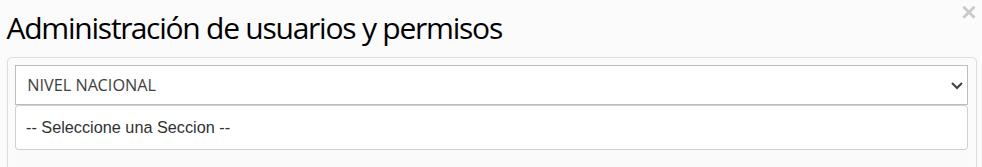 Administración de usuarios y permisos
NIVEL NACIONAL
-- Seleccione una Seccion --